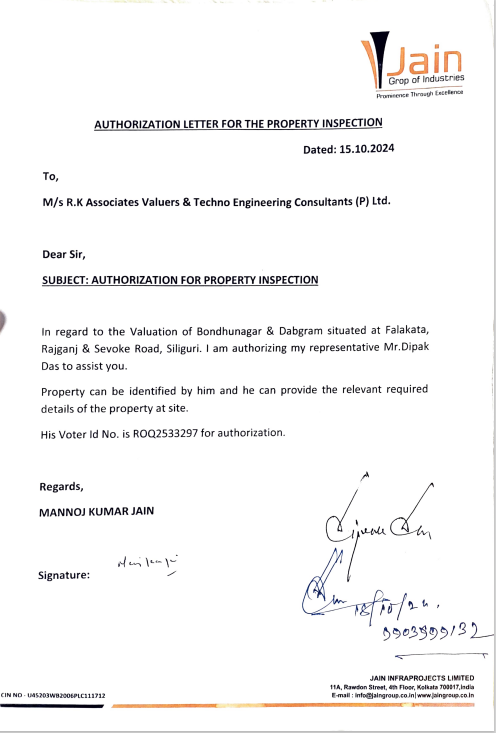 Jain
Grop of Industries
Prominence Through Excellence
AUTHORIZATION LETTER FOR THE PROPERTY INSPECTION
Dated: 15.10.2024
To,
M/s R.K Associates Valuers & Techno Engineering Consultants (P) Ltd.
Dear Sir,
SUBJECT: AUTHORIZATION FOR PROPERTY INSPECTION
In regard to the Valuation of Bondhunagar & Dabgram situated at Falakata,
Rajganj & Sevoke Road, Siliguri. I am authorizing my representative Mr.Dipak
Das to assist you.
Property can be identified by him and he can provide the relevant required
details of the property at site.
His Voter Id No. is ROQ2533297 for authorization.
Regards,
MANNOJ KUMAR JAIN
Signature:
18/10/24.
JAIN INFRAPROJECTS LIMITED
11A, Rawdon Street, 4th Floor, Kolkata 700017,India
CIN NO - U45203WB2006PLC111712
E-mail : info@jaingroup.co.in|www.jaingroup.co.in